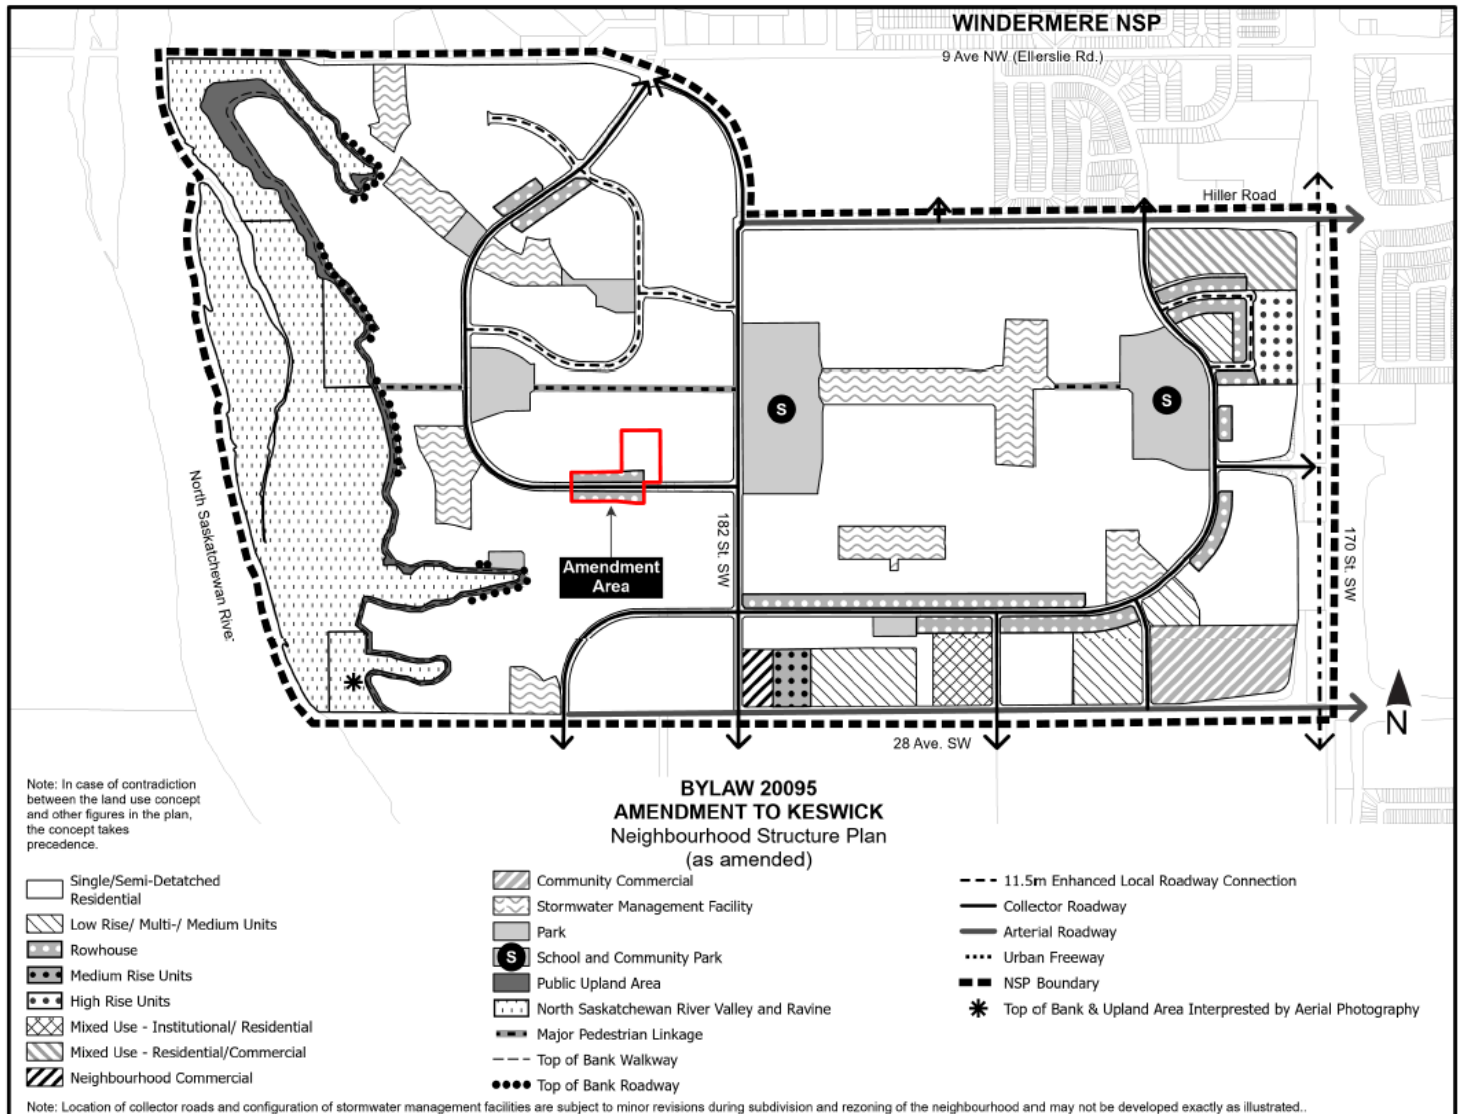 WINDERMERE NSP
9 Ave NW (Ellerslie Rd.)
Hiller Road
S
S
North Saskatchewan River
182 St. SW
170 St. SW
Amendment
Area
28 Ave. SW
N
Note: In case of contradiction
between the land use concept
and other figures in the plan,
the concept takes
precedence.
BYLAW 20095
AMENDMENT TO KESWICK
Neighbourhood Structure Plan
(as amended)
Single/Semi-Detatched
Residential
Low Rise/ Multi-/ Medium Units
Rowhouse
Medium Rise Units
High Rise Units
Mixed Use - Institutional/ Residential
Mixed Use - Residential/Commercial
Neighbourhood Commercial
Community Commercial
Stormwater Management Facility
Park
S School and Community Park
Public Upland Area
North Saskatchewan River Valley and Ravine
Major Pedestrian Linkage
Top of Bank Walkway
Top of Bank Roadway
11.5m Enhanced Local Roadway Connection
Collector Roadway
Arterial Roadway
Urban Freeway
NSP Boundary
Top of Bank & Upland Area Interprested by Aerial Photography
Note: Location of collector roads and configuration of stormwater management facilities are subject to minor revisions during subdivision and rezoning of the neighbourhood and may not be developed exactly as illustrated..